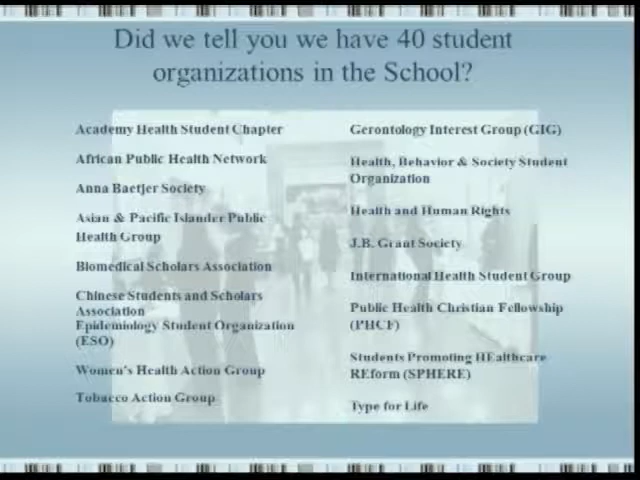 Did we tell you we have 40 student
organizations in the School?
Academy Health Student Chapter
African Public Health Network
Anna Baetjer Society
Asian & Pacific Islander Public
Health Group
Biomedical Scholars Association
Chinese Students and Scholars
Association
Epidemiology Student Organization
(ESO)
Women's Health Action Group
Tobacco Action Group
Gerontology Interest Group (GIG)
Health, Behavior & Society Student
Organization
Health and Human Rights
J.B. Grant Society
International Health Student Group
Public Health Christian Fellowship
(PHCF)
Students Promoting HEalthcare
REform (SPHERE)
Type for Life